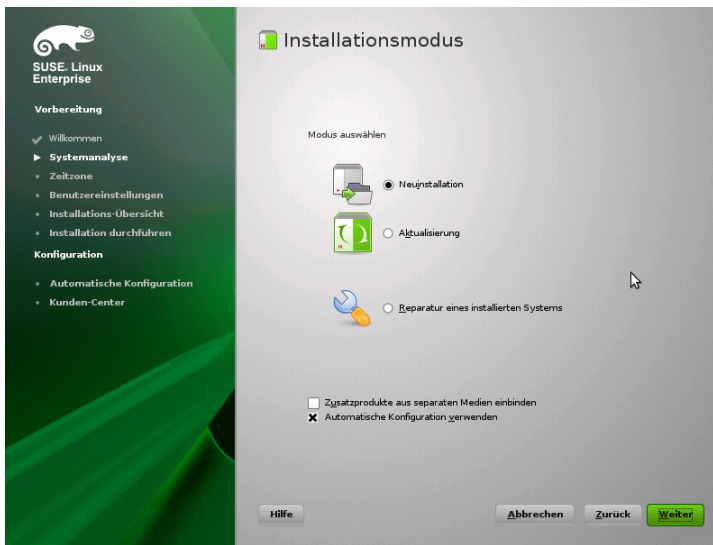 SUSE. Linux
Enterprise
Vorbereitung
Willkommen
Systemanalyse
Zeitzone
Benutzereinstellungen
Installations-Übersicht
Installation durchführen
Konfiguration
Automatische Konfiguration
Kunden-Center
Installationsmodus
Modus auswählen
Neuinstallation
Aktualisierung
Reparatur eines installierten Systems
Zusatzprodukte aus separaten Medien einbinden
Automatische Konfiguration verwenden
Hilfe
Abbrechen
Zurück
Weiter